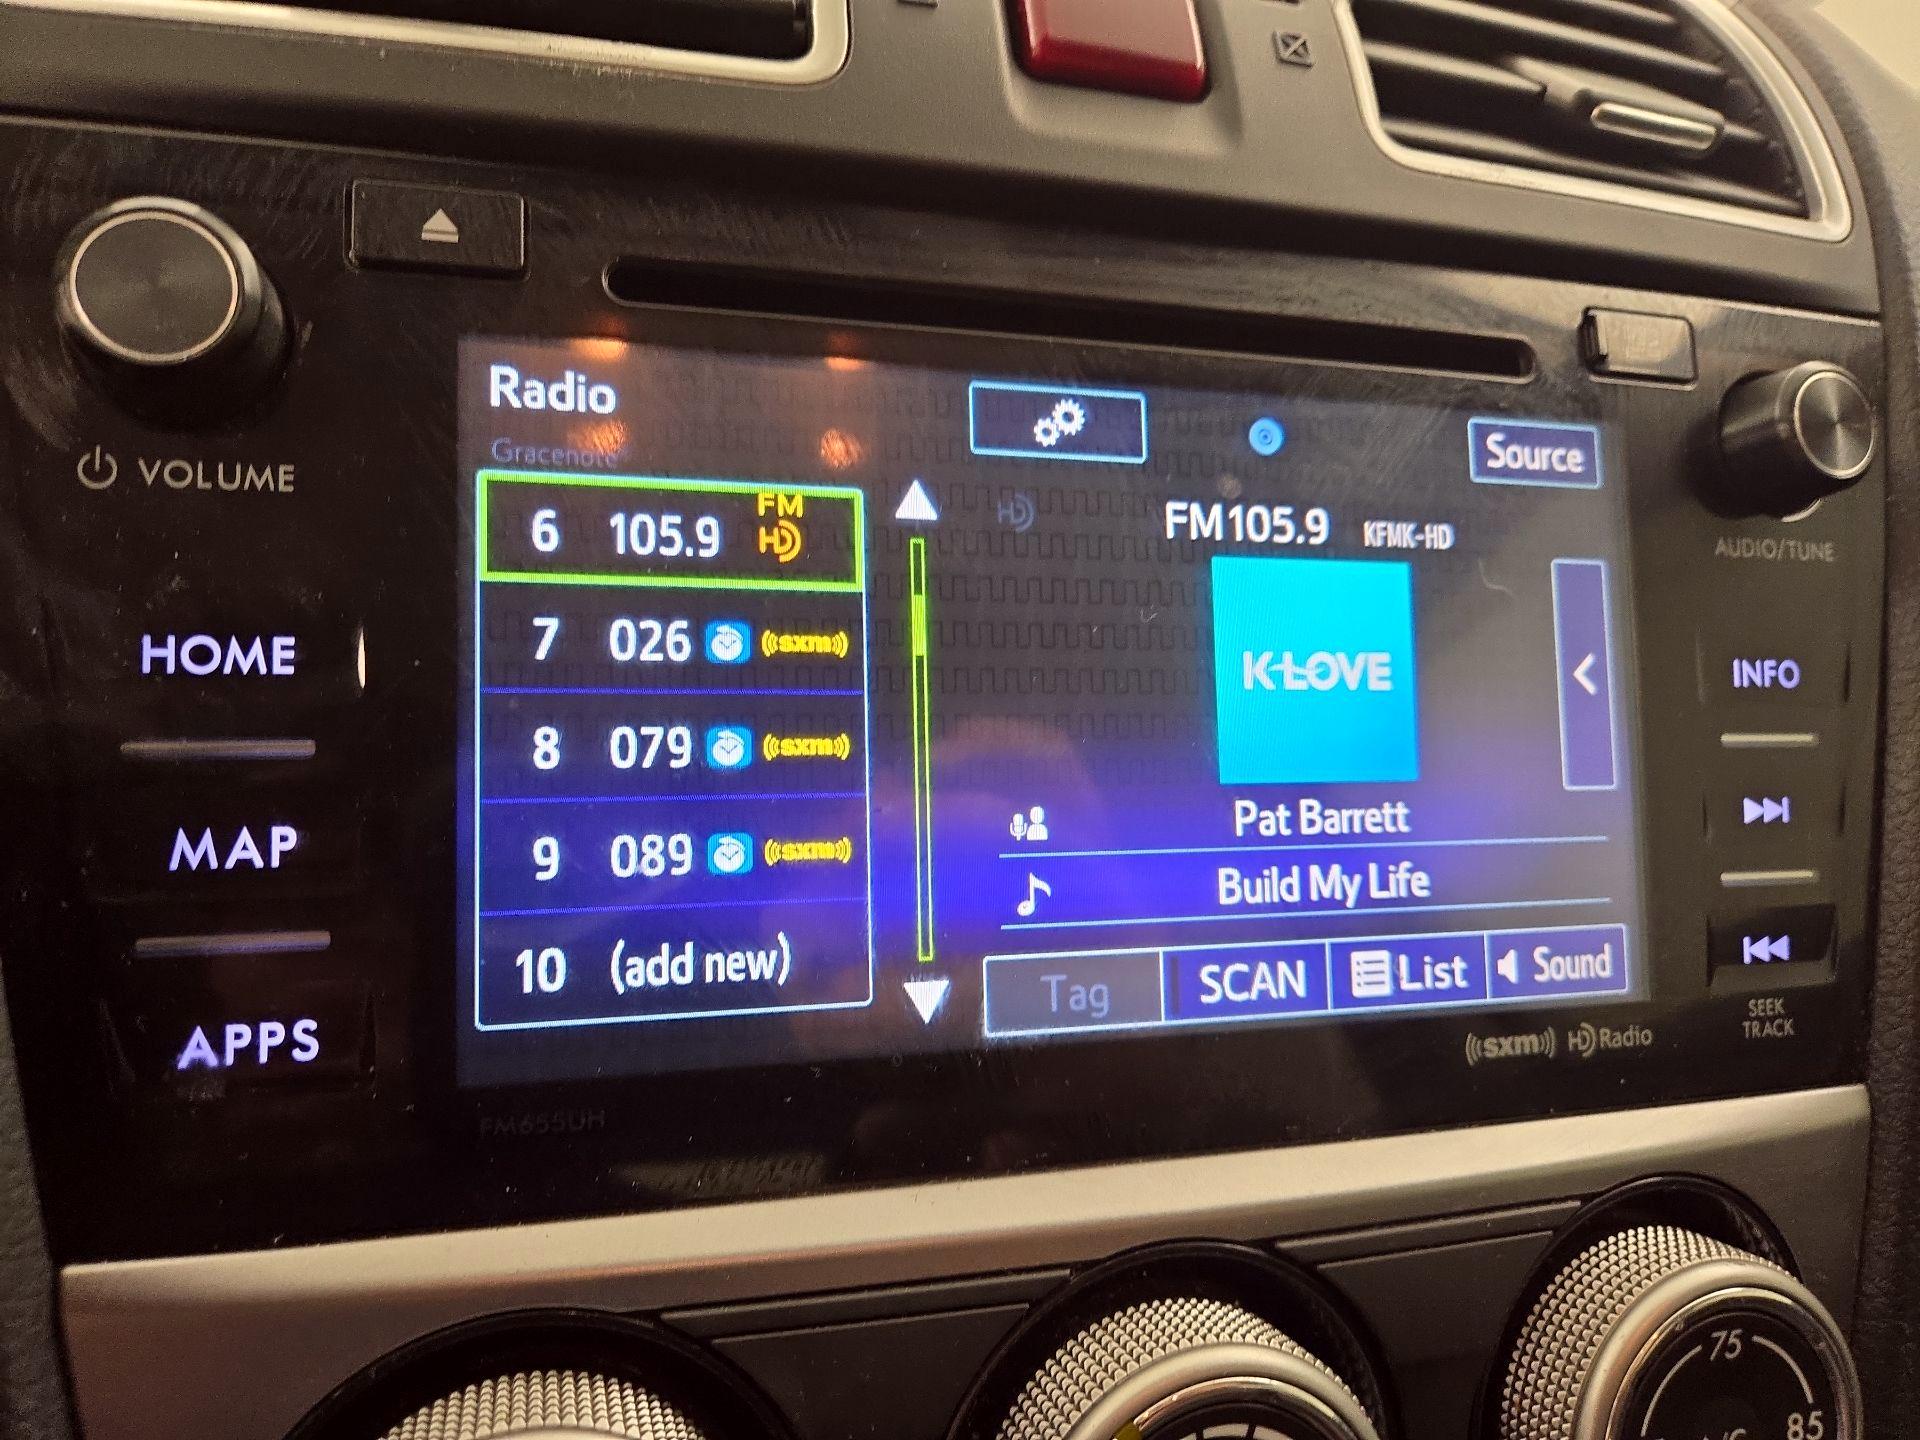 VOLUME
HOME
MAP
APPS
Radio
Gracenote
Source
6 105.9 FM HD
7 026 ((sxm))
8 079 ((sxm))
9 089 ((sxm))
10 (add new)
HD
FM105.9 KFMK-HD
K-LOVE
Pat Barrett
Build My Life
Tag
SCAN
List
Sound
AUDIO/TUNE
INFO
SEEK
TRACK
((sxm)) HD Radio
FM655UH
75
85